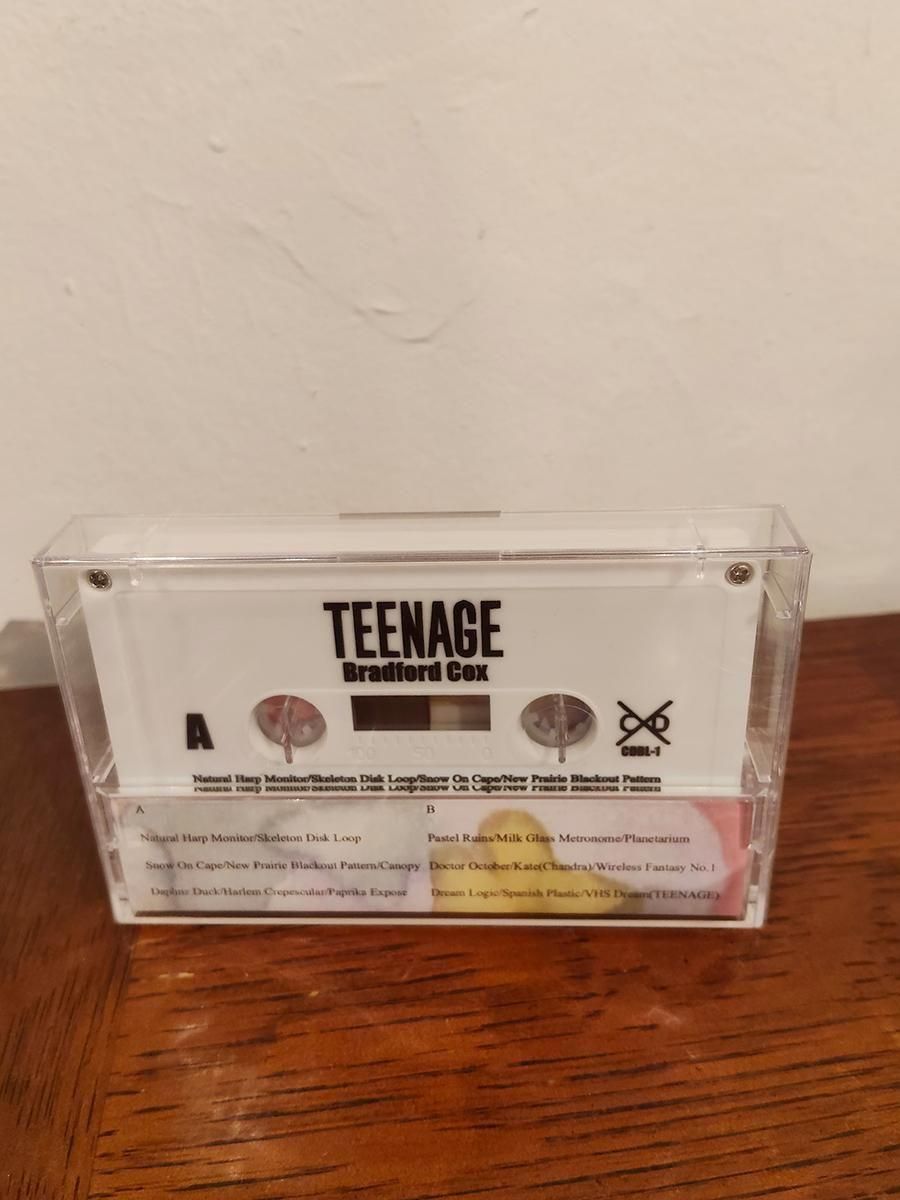 TEENAGE
Bradford Cox
A
CXD
CODL-1
100 50 0
Natural Harp Monitor/Skeleton Disk Loop/Snow On Cape/New Prairie Blackout Pattern
A
Natural Harp Monitor/Skeleton Disk Loop
Snow On Cape/New Prairie Blackout Pattern/Canopy
Daphne Duck/Harlem Crepescular/Paprika Expose
B
Pastel Ruins/Milk Glass Metronome/Planetarium
Doctor October/Kate(Chandra)/Wireless Fantasy No.1
Dream Logic/Spanish Plastic/VHS Dream(TEENAGE)